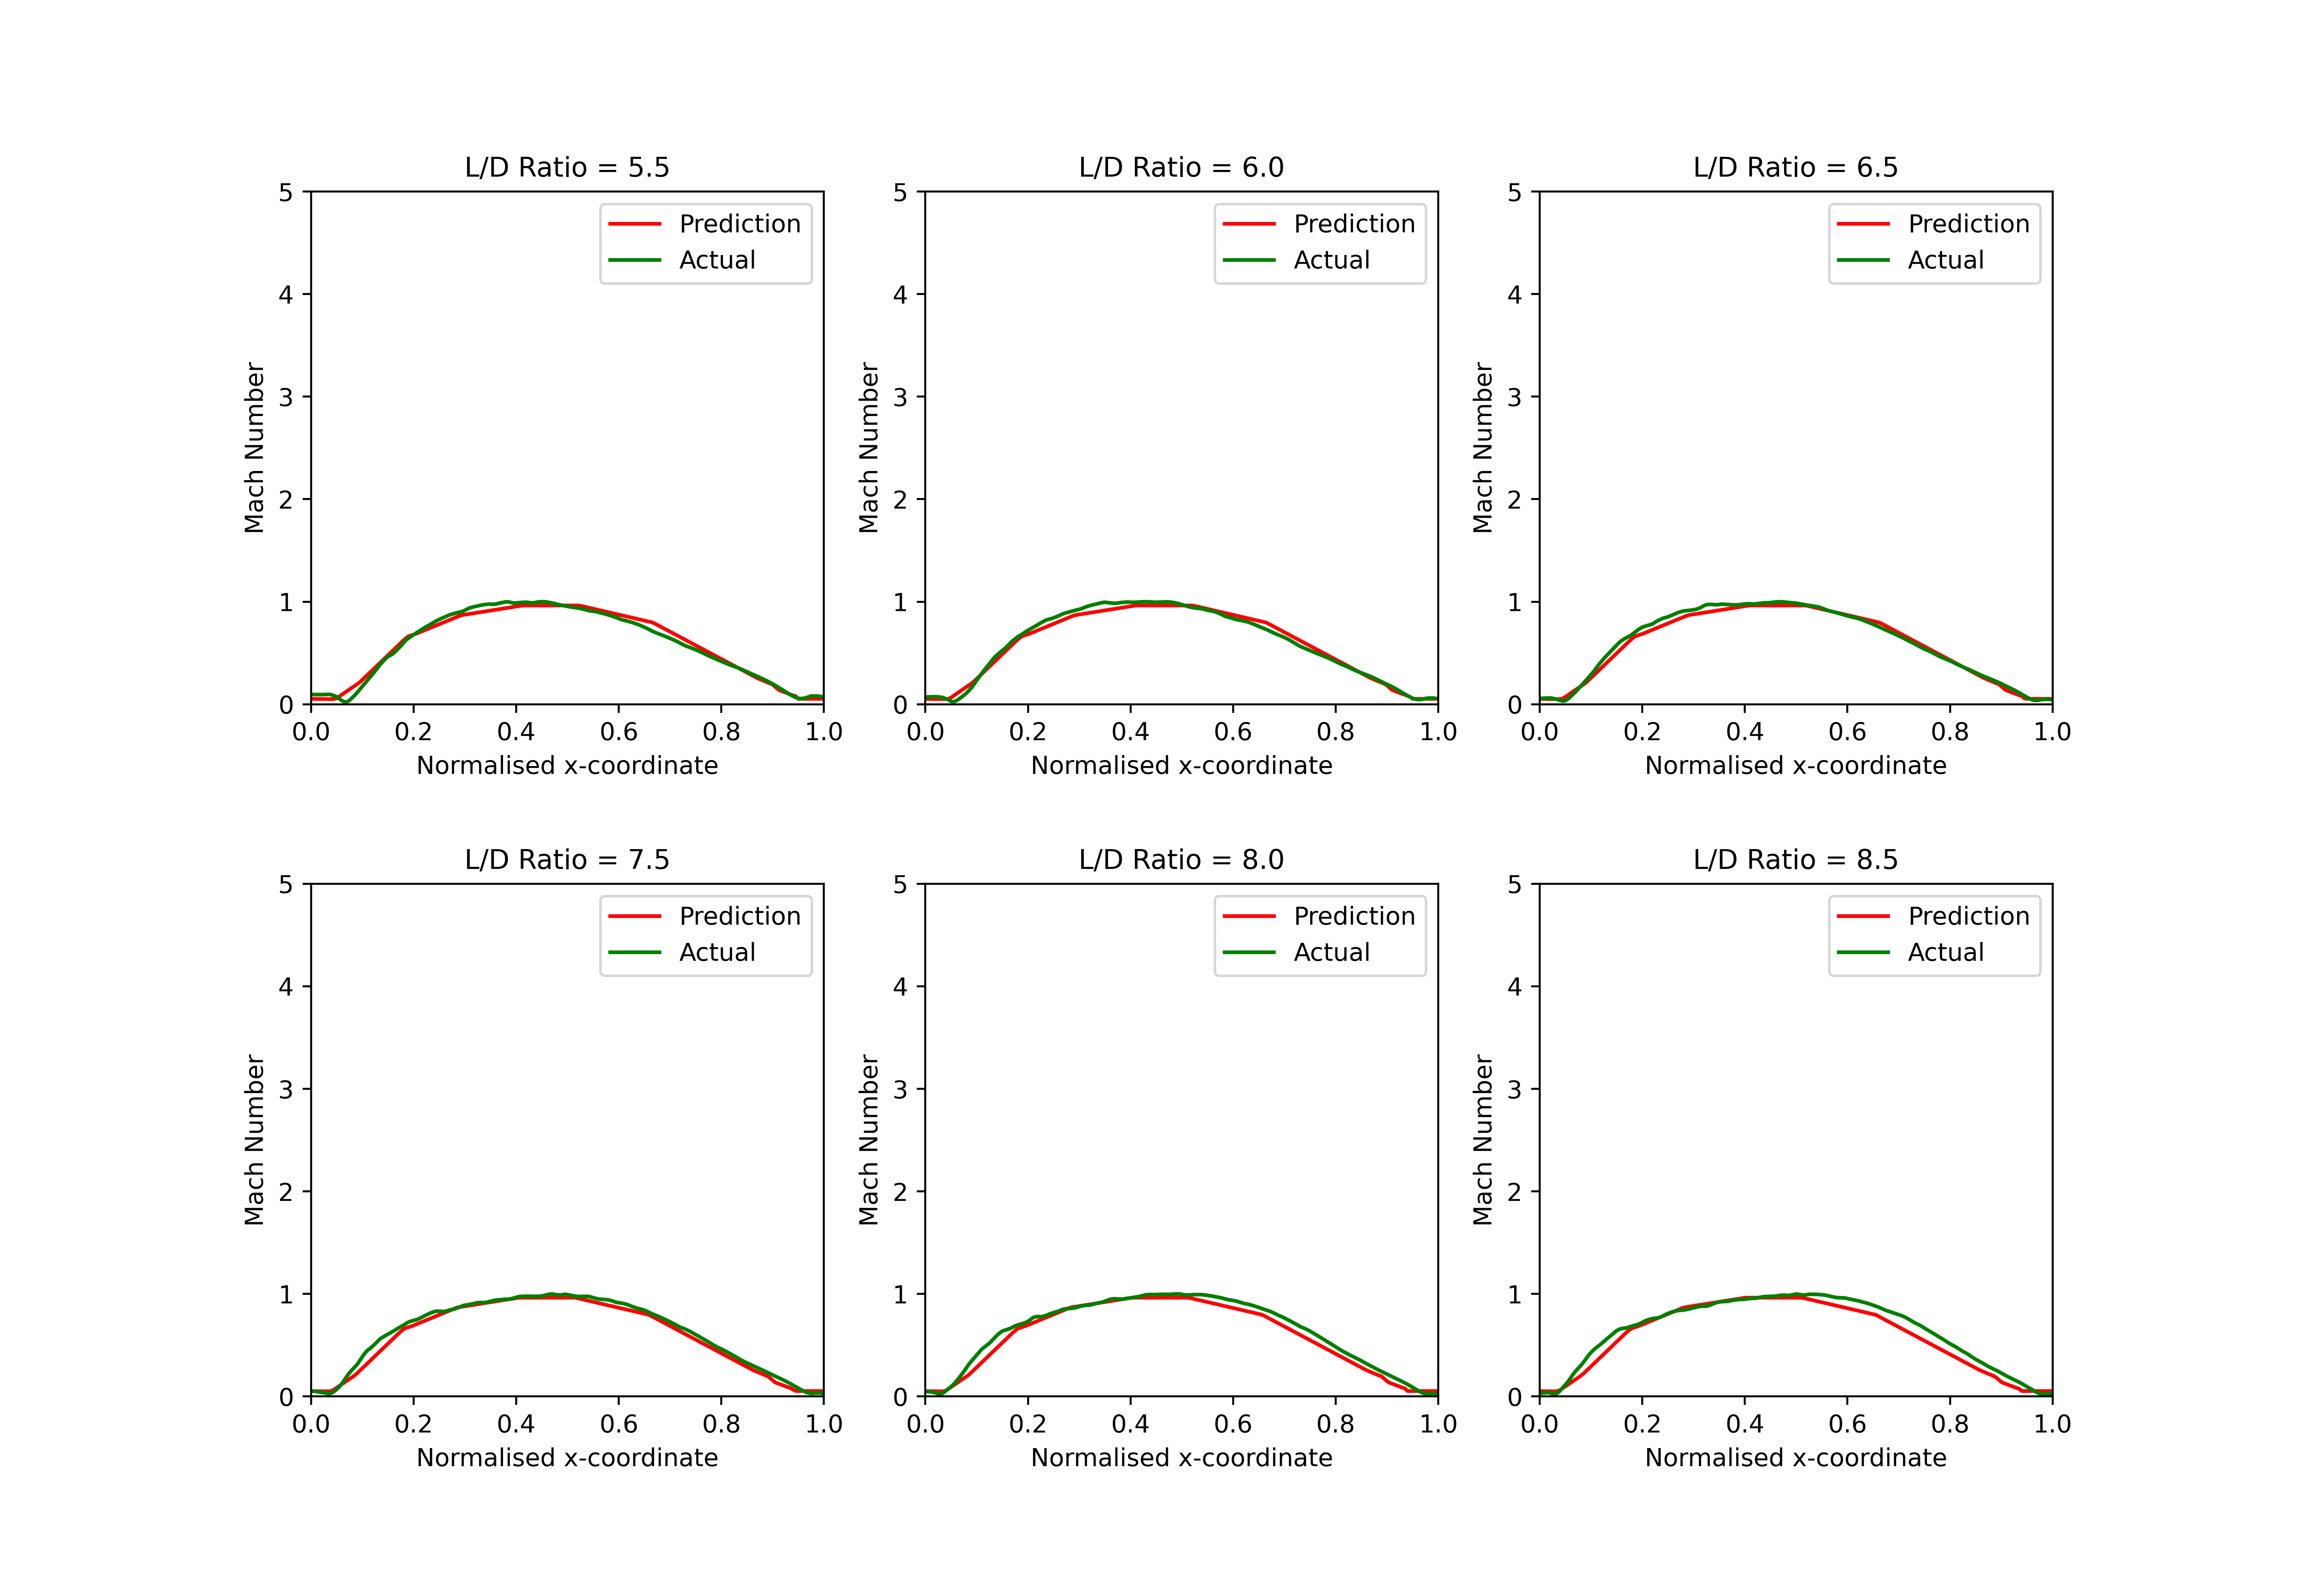 L/D Ratio = 5.5
5
4
3
2
1
0
Mach Number
Prediction
Actual
0.0 0.2 0.4 0.6 0.8 1.0
Normalised x-coordinate
L/D Ratio = 6.0
5
4
3
2
1
0
Mach Number
Prediction
Actual
0.0 0.2 0.4 0.6 0.8 1.0
Normalised x-coordinate
L/D Ratio = 6.5
5
4
3
2
1
0
Mach Number
Prediction
Actual
0.0 0.2 0.4 0.6 0.8 1.0
Normalised x-coordinate
L/D Ratio = 7.5
5
4
3
2
1
0
Mach Number
Prediction
Actual
0.0 0.2 0.4 0.6 0.8 1.0
Normalised x-coordinate
L/D Ratio = 8.0
5
4
3
2
1
0
Mach Number
Prediction
Actual
0.0 0.2 0.4 0.6 0.8 1.0
Normalised x-coordinate
L/D Ratio = 8.5
5
4
3
2
1
0
Mach Number
Prediction
Actual
0.0 0.2 0.4 0.6 0.8 1.0
Normalised x-coordinate